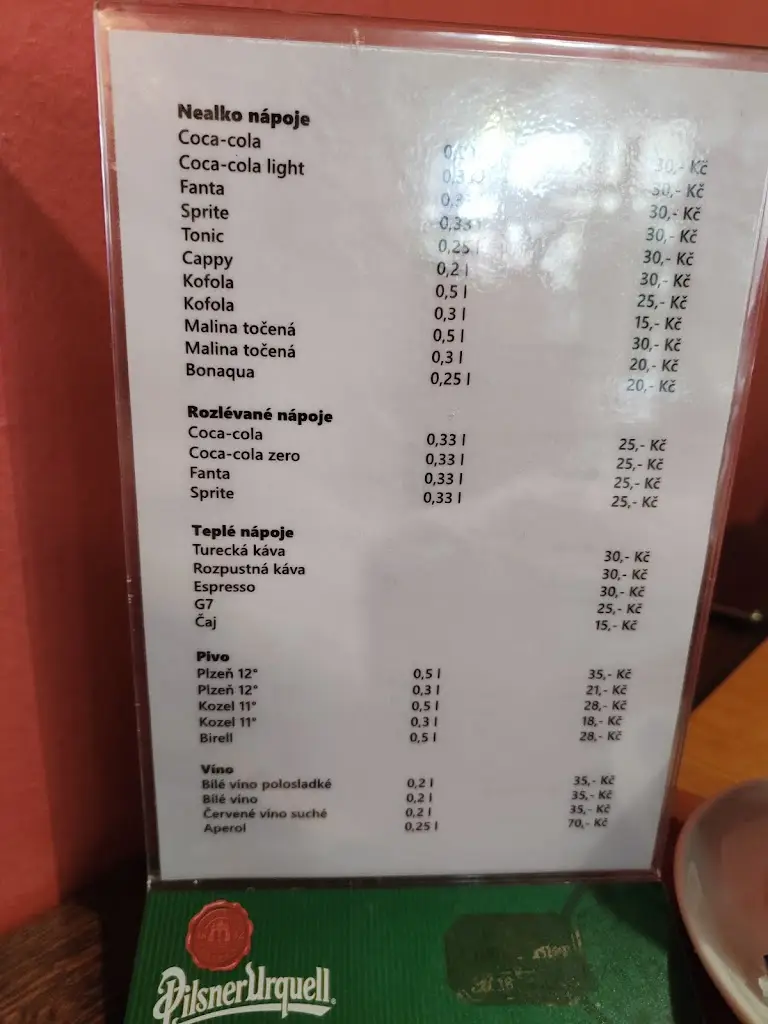 Nealko nápoje
Coca-cola 30,- Kč
Coca-cola light 30,- Kč
Fanta 30,- Kč
Sprite 0,33 l 30,- Kč
Tonic 0,25 l 30,- Kč
Cappy 0,2 l 30,- Kč
Kofola 0,5 l 25,- Kč
Kofola 0,3 l 15,- Kč
Malina točená 0,5 l 30,- Kč
Malina točená 0,3 l 20,- Kč
Bonaqua 0,25 l 20,- Kč
Rozlévané nápoje
Coca-cola 0,33 l 25,- Kč
Coca-cola zero 0,33 l 25,- Kč
Fanta 0,33 l 25,- Kč
Sprite 0,33 l 25,- Kč
Teplé nápoje
Turecká káva 30,- Kč
Rozpustná káva 30,- Kč
Espresso 30,- Kč
G7 25,- Kč
Čaj 15,- Kč
Pivo
Plzeň 12° 0,5 l 35,- Kč
Plzeň 12° 0,3 l 21,- Kč
Kozel 11° 0,5 l 28,- Kč
Kozel 11° 0,3 l 18,- Kč
Birell 0,5 l 28,- Kč
Víno
Bílé víno polosladké 0,2 l 35,- Kč
Bílé víno 0,2 l 35,- Kč
Červené víno suché 0,2 l 35,- Kč
Aperol 0,25 l 70,- Kč
Pilsner Urquell